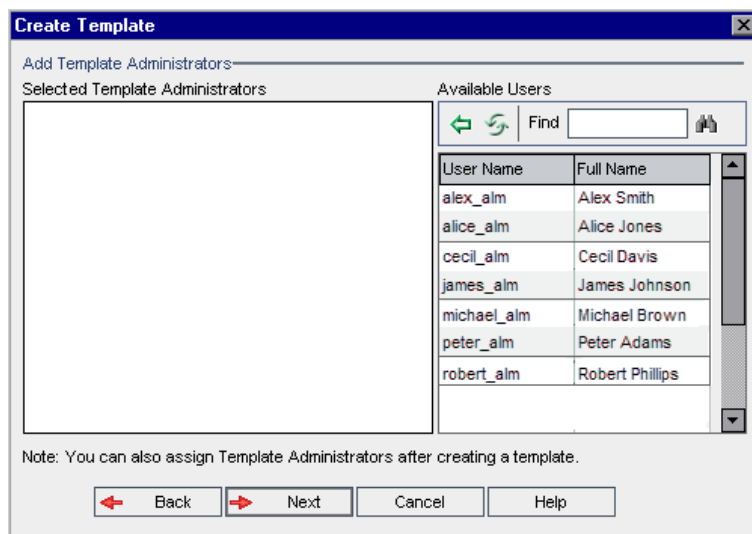 Create Template
Add Template Administrators
Selected Template Administrators
Available Users
Find
User Name Full Name
alex_alm Alex Smith
alice_alm Alice Jones
cecil_alm Cecil Davis
james_alm James Johnson
michael_alm Michael Brown
peter_alm Peter Adams
robert_alm Robert Phillips
Note: You can also assign Template Administrators after creating a template.
Back Next Cancel Help